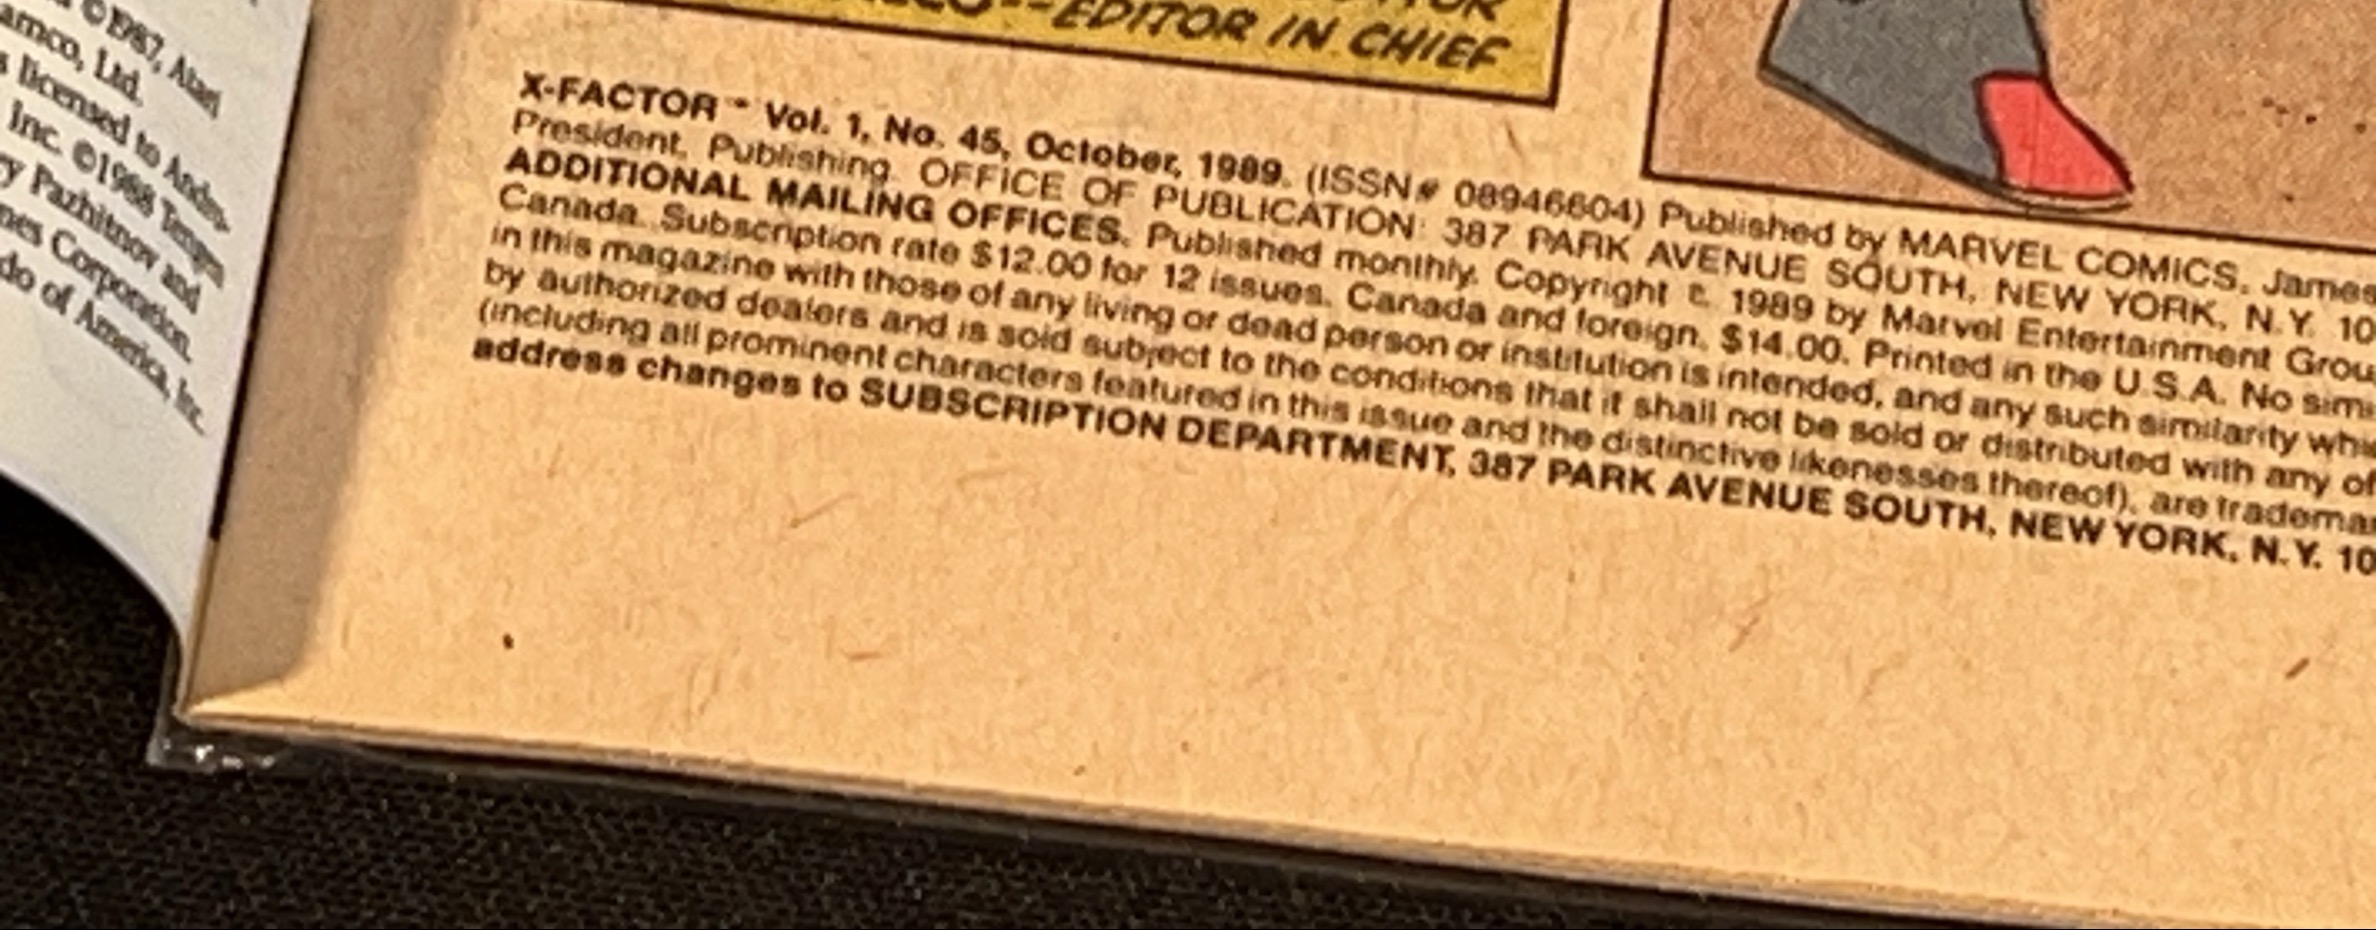 ©1987, Atari
amco, Ltd.
licensed to Andro-
Inc. ©1988 Tengen
y Pazhitnov and
mes Corporation.
do of America, Inc.
--EDITOR IN CHIEF
X-FACTOR™ Vol. 1, No. 45, October, 1989. (ISSN# 08946604) Published by MARVEL COMICS, James
President, Publishing. OFFICE OF PUBLICATION: 387 PARK AVENUE SOUTH, NEW YORK, N.Y. 10
ADDITIONAL MAILING OFFICES. Published monthly. Copyright © 1989 by Marvel Entertainment Grou
Canada. Subscription rate $12.00 for 12 issues. Canada and foreign, $14.00. Printed in the U.S.A. No simi
in this magazine with those of any living or dead person or institution is intended, and any such similarity whi
by authorized dealers and is sold subject to the conditions that it shall not be sold or distributed with any of
(including all prominent characters featured in this issue and the distinctive likenesses thereof), are tradema
address changes to SUBSCRIPTION DEPARTMENT, 387 PARK AVENUE SOUTH, NEW YORK, N.Y. 10